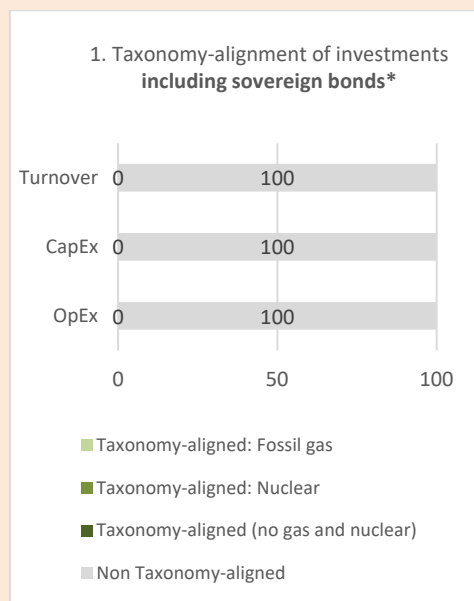 1. Taxonomy-alignment of investments
including sovereign bonds*
Turnover 0 100
CapEx 0 100
OpEx 0 100
0 50 100
Taxonomy-aligned: Fossil gas
Taxonomy-aligned: Nuclear
Taxonomy-aligned (no gas and nuclear)
Non Taxonomy-aligned